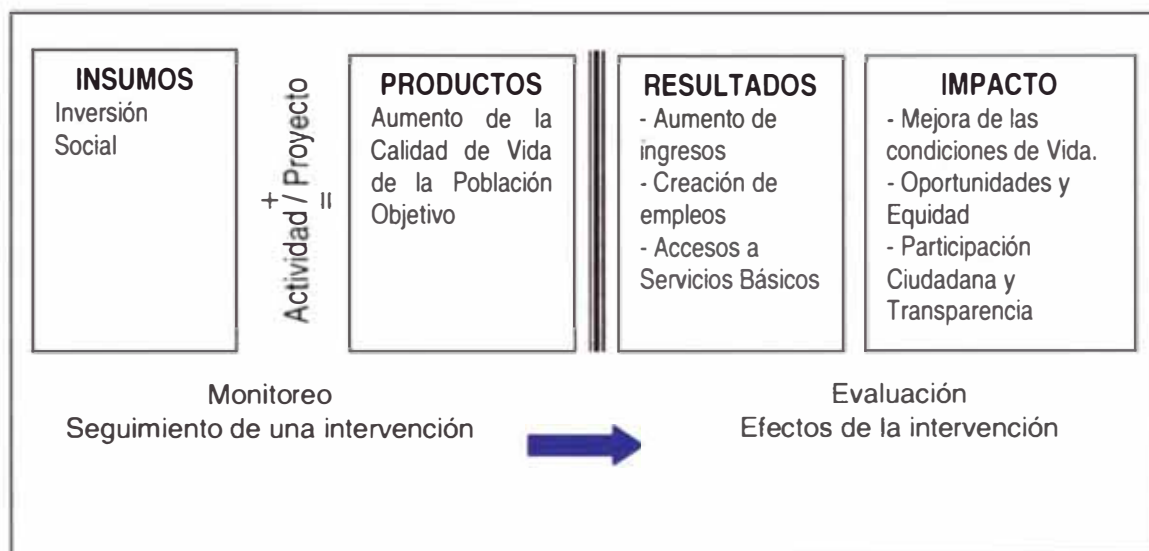 INSUMOS
Inversión
Social
+
Actividad / Proyecto
=
PRODUCTOS
Aumento de la
Calidad de Vida
de la Población
Objetivo
RESULTADOS
- Aumento de
ingresos
- Creación de
empleos
- Accesos a
Servicios Básicos
IMPACTO
- Mejora de las
condiciones de Vida.
- Oportunidades y
Equidad
- Participación
Ciudadana y
Transparencia
Monitoreo
Seguimiento de una intervención
Evaluación
Efectos de la intervención